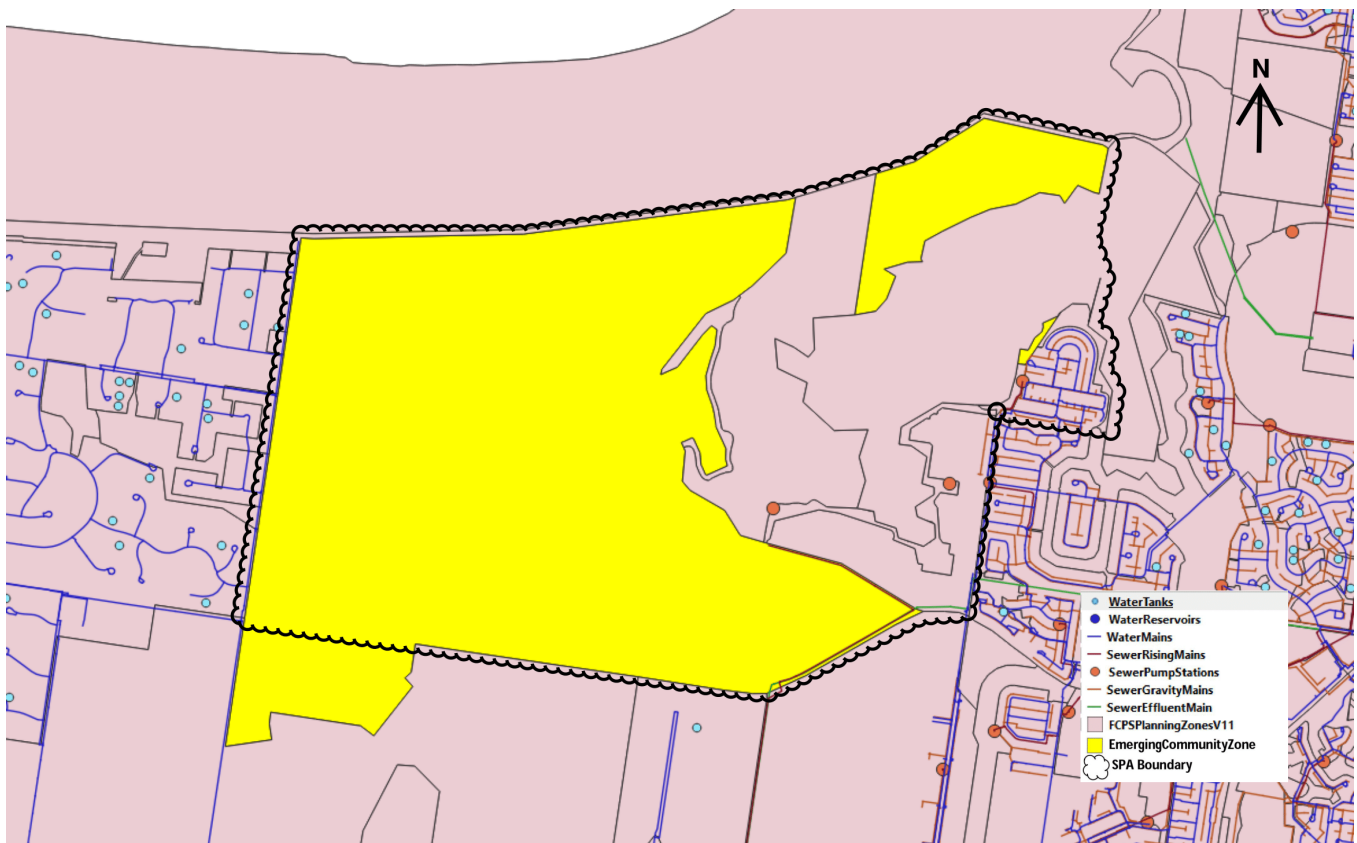 N
WaterTanks
WaterReservoirs
WaterMains
SewerRisingMains
SewerPumpStations
SewerGravityMains
SewerEffluentMain
FCPSPlanningZonesV11
EmergingCommunityZone
SPA Boundary